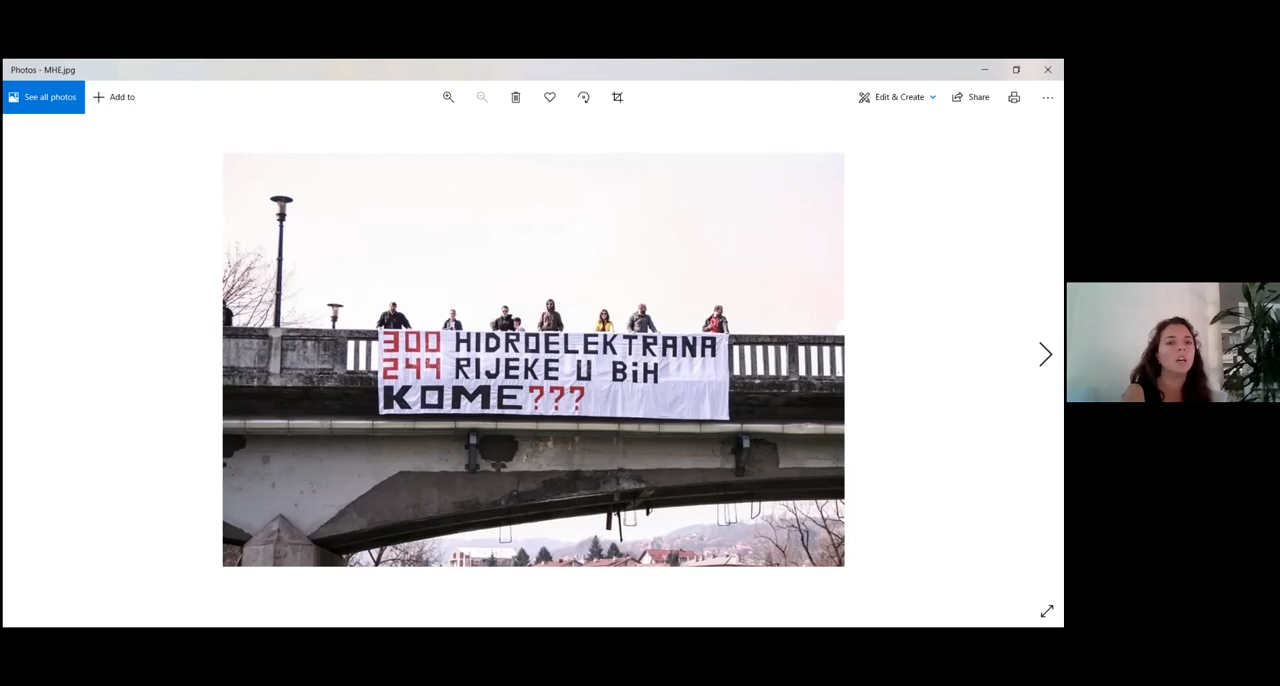 Photos - MHE.jpg
See all photos
Add to
Edit & Create
Share
300 HIDROELEKTRANA
244 RIJEKE U BiH
KOME???